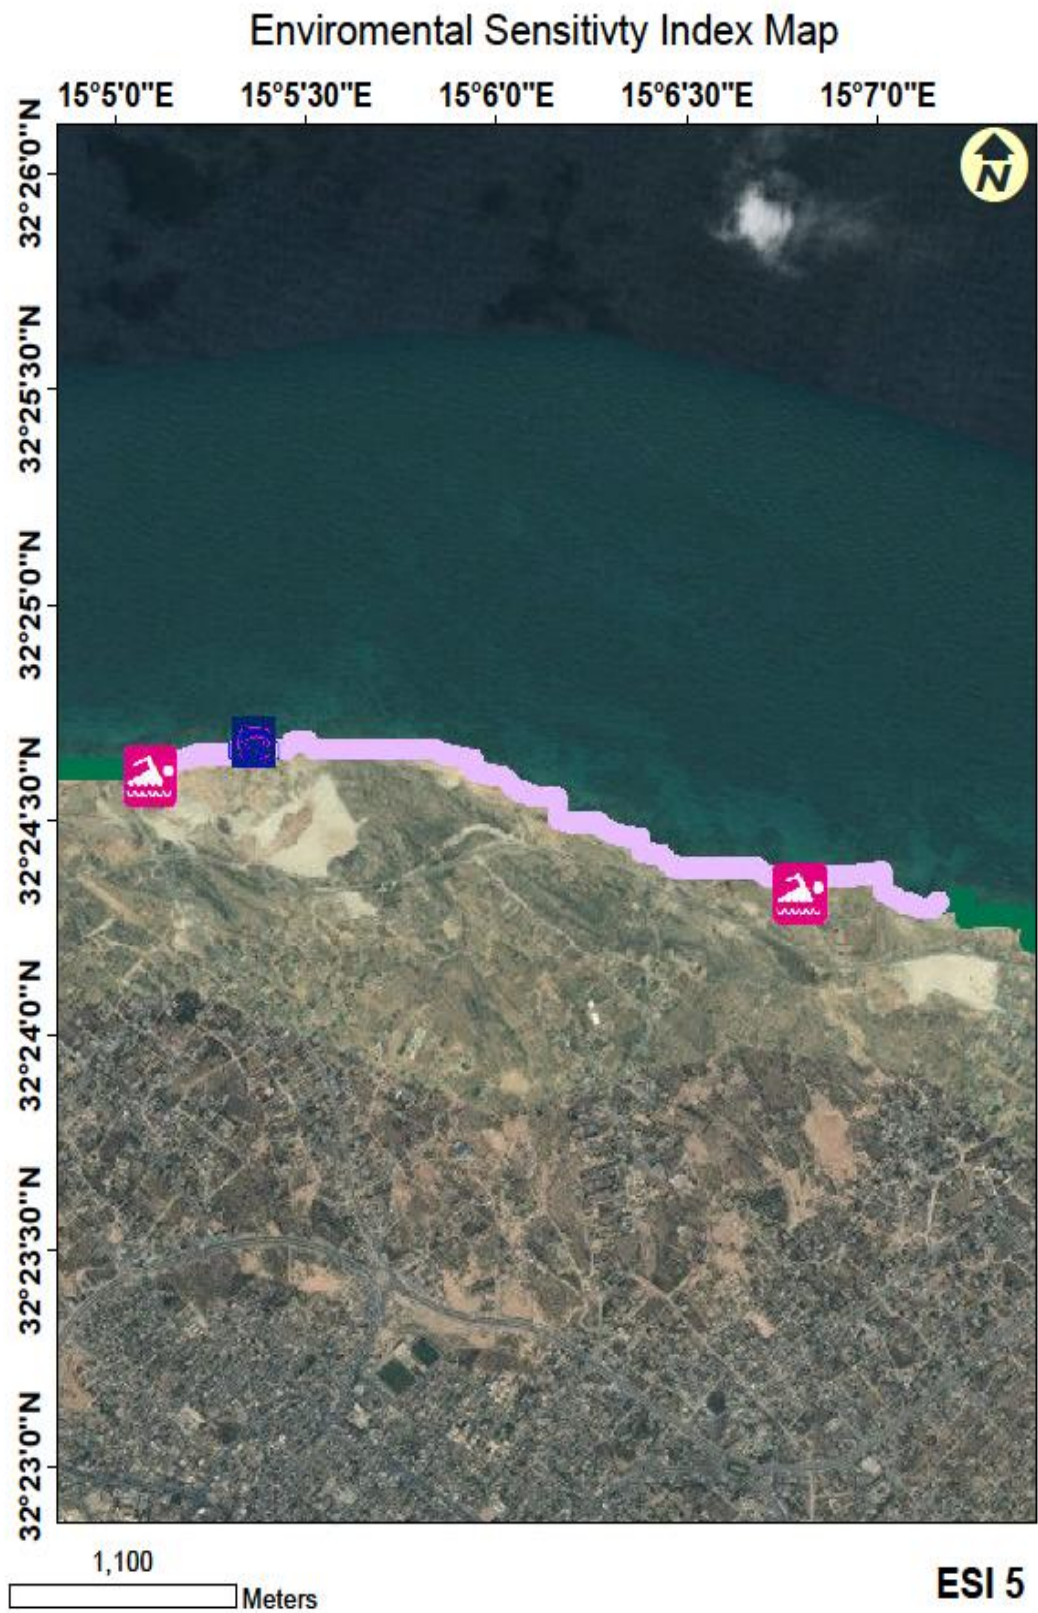 Enviromental Sensitivty Index Map
15°5'0"E 15°5'30"E 15°6'0"E 15°6'30"E 15°7'0"E
32°26'0"N
32°25'30"N
32°25'0"N
32°24'30"N
32°24'0"N
32°23'30"N
32°23'0"N
N
1,100
Meters
ESI 5